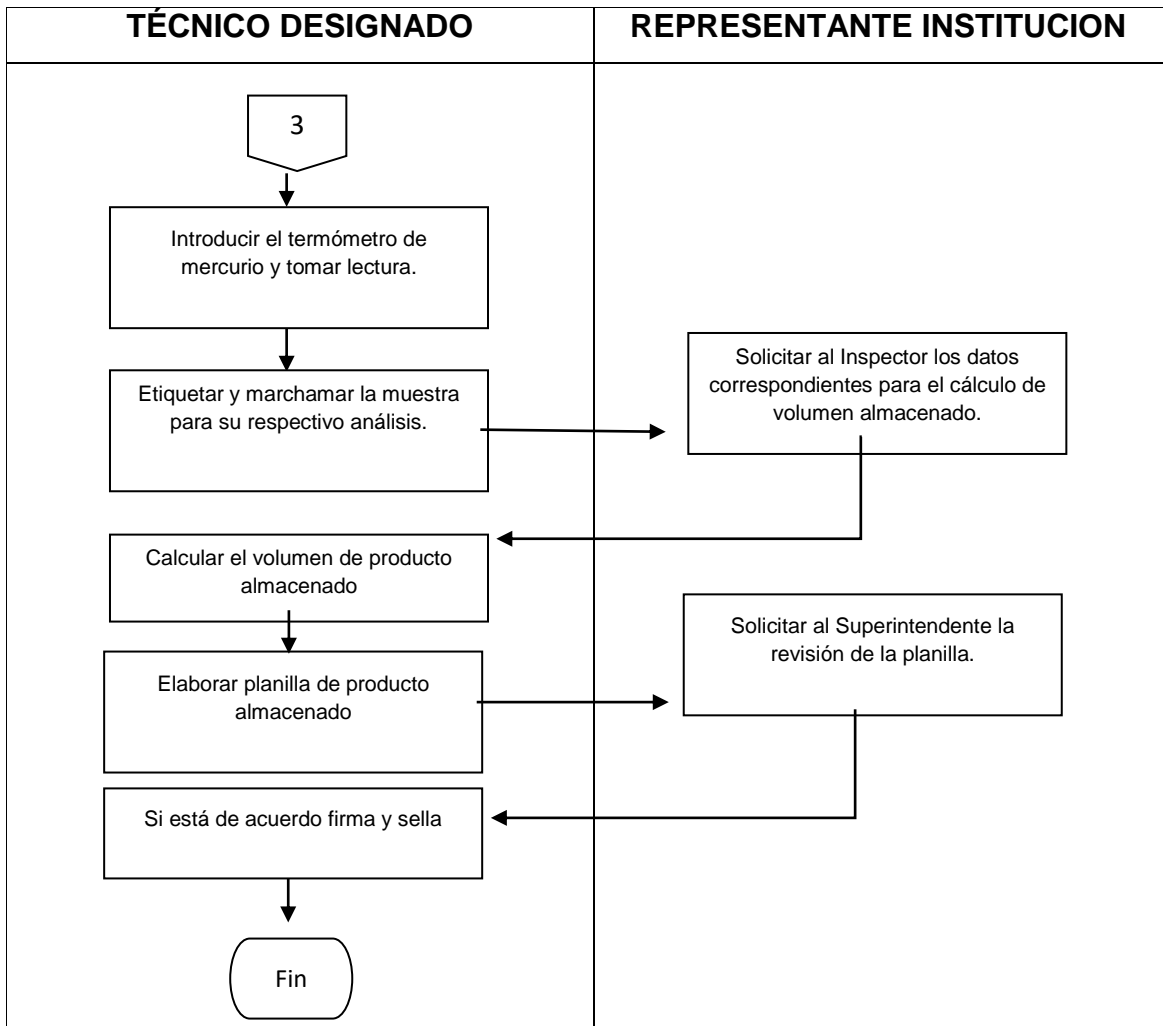 TÉCNICO DESIGNADO
REPRESENTANTE INSTITUCION
3
Introducir el termómetro de
mercurio y tomar lectura.
Etiquetar y marchamar la muestra
para su respectivo análisis.
Solicitar al Inspector los datos
correspondientes para el cálculo de
volumen almacenado.
Calcular el volumen de producto
almacenado
Elaborar planilla de producto
almacenado
Solicitar al Superintendente la
revisión de la planilla.
Si está de acuerdo firma y sella
Fin